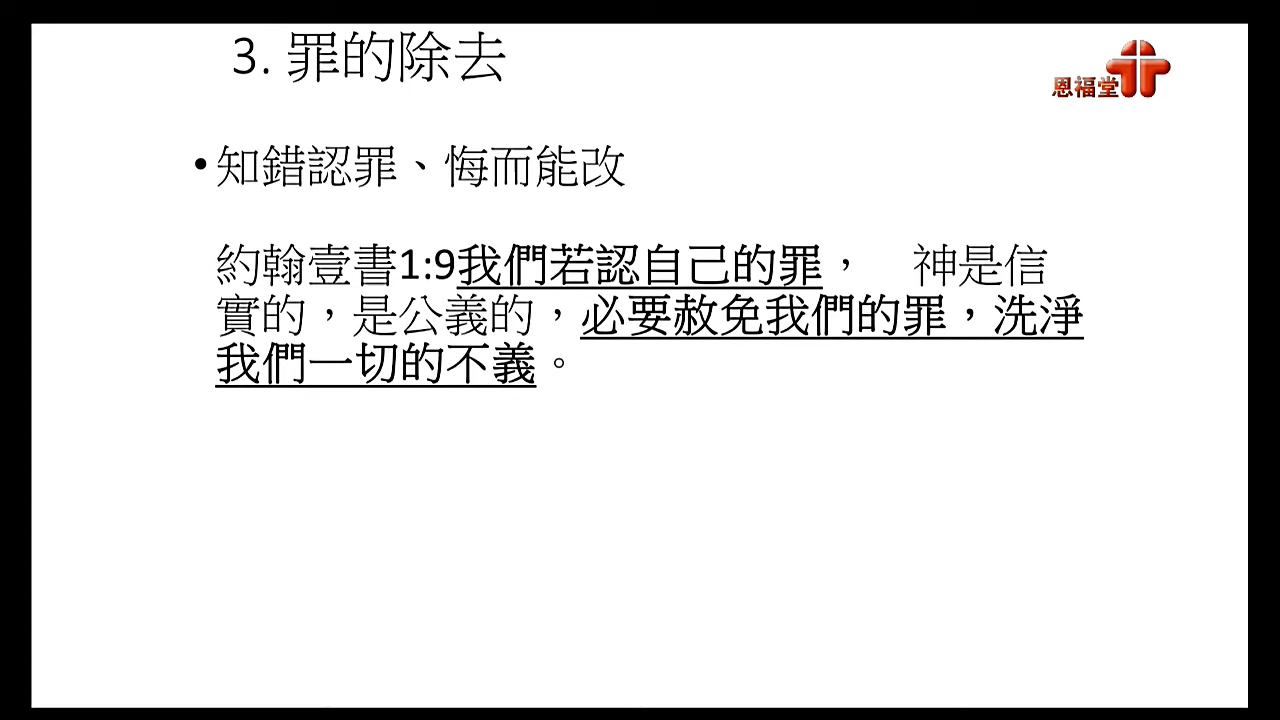 3. 罪的除去
恩福堂
•知錯認罪、悔而能改
約翰壹書1:9我們若認自己的罪，　神是信
實的，是公義的，必要赦免我們的罪，洗淨
我們一切的不義。